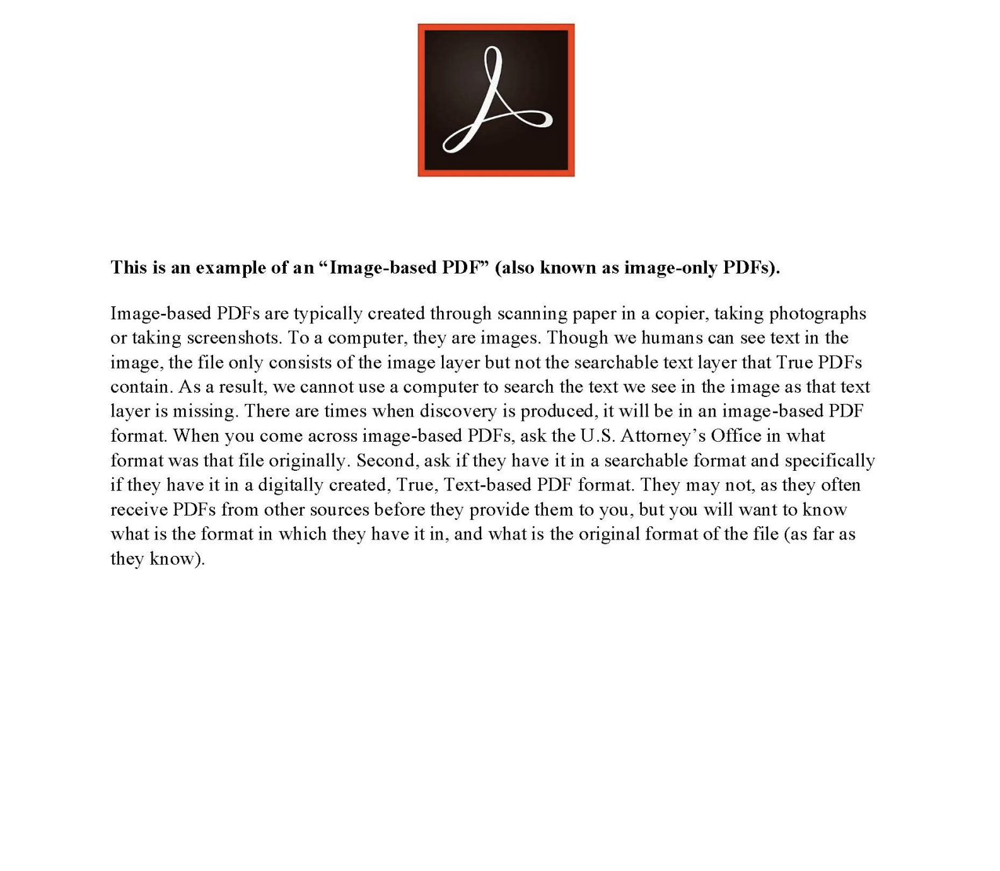 This is an example of an “Image-based PDF” (also known as image-only PDFs).
Image-based PDFs are typically created through scanning paper in a copier, taking photographs
or taking screenshots. To a computer, they are images. Though we humans can see text in the
image, the file only consists of the image layer but not the searchable text layer that True PDFs
contain. As a result, we cannot use a computer to search the text we see in the image as that text
layer is missing. There are times when discovery is produced, it will be in an image-based PDF
format. When you come across image-based PDFs, ask the U.S. Attorney’s Office in what
format was that file originally. Second, ask if they have it in a searchable format and specifically
if they have it in a digitally created, True, Text-based PDF format. They may not, as they often
receive PDFs from other sources before they provide them to you, but you will want to know
what is the format in which they have it in, and what is the original format of the file (as far as
they know).